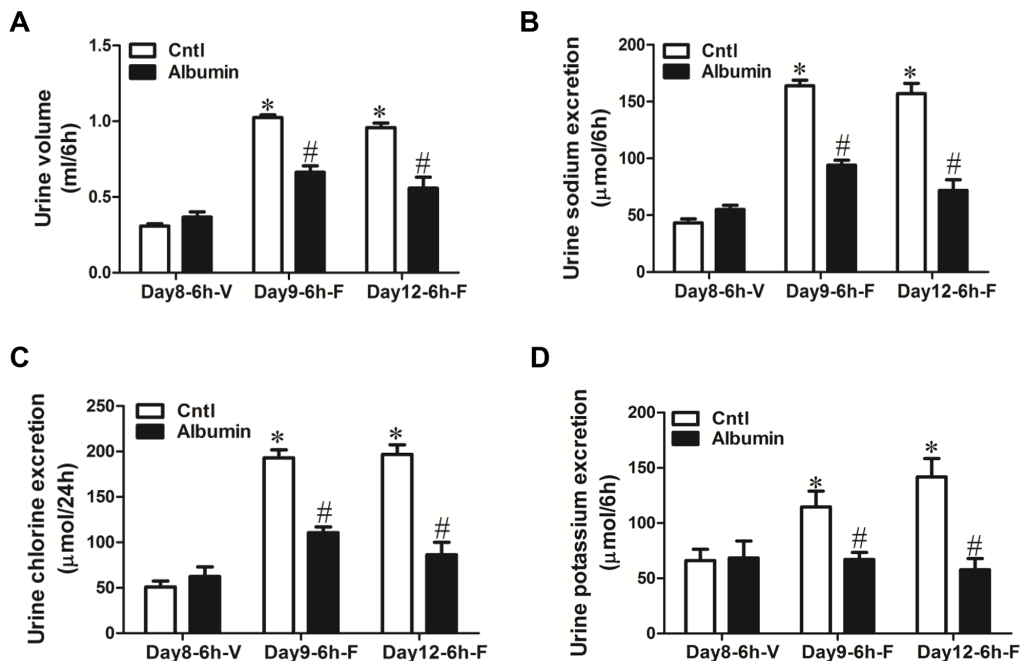 A
Urine volume
(ml/6h)
1.5
1.0
0.5
0.0
Cntl
Albumin
*
#
*
#
Day8-6h-V Day9-6h-F Day12-6h-F
B
Urine sodium excretion
(μmol/6h)
200
150
100
50
0
Cntl
Albumin
*
#
*
#
Day8-6h-V Day9-6h-F Day12-6h-F
C
Urine chlorine excretion
(μmol/24h)
250
200
150
100
50
0
Cntl
Albumin
*
#
*
#
Day8-6h-V Day9-6h-F Day12-6h-F
D
Urine potassium excretion
(μmol/6h)
200
150
100
50
0
Cntl
Albumin
*
#
*
#
Day8-6h-V Day9-6h-F Day12-6h-F